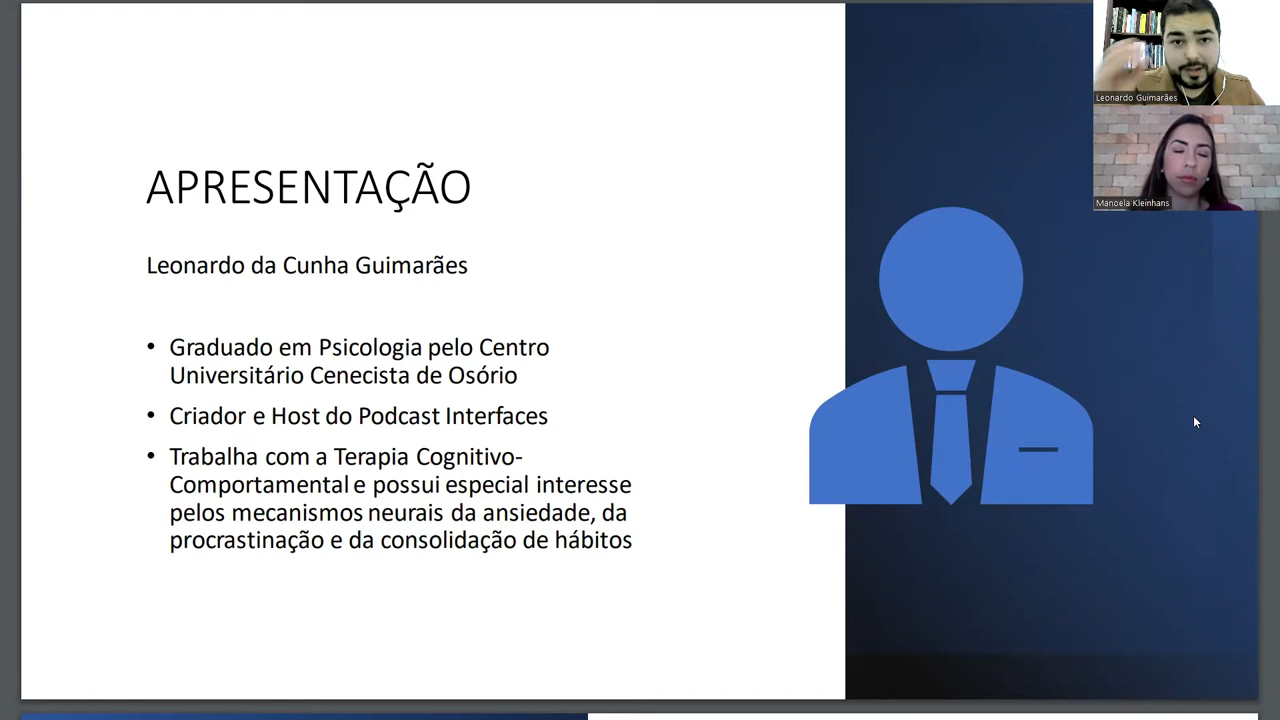 APRESENTAÇÃO
Leonardo da Cunha Guimarães
• Graduado em Psicologia pelo Centro
Universitário Cenecista de Osório
• Criador e Host do Podcast Interfaces
• Trabalha com a Terapia Cognitivo-
Comportamental e possui especial interesse
pelos mecanismos neurais da ansiedade, da
procrastinação e da consolidação de hábitos
Leonardo Guimarães
Manoela Kleinhans